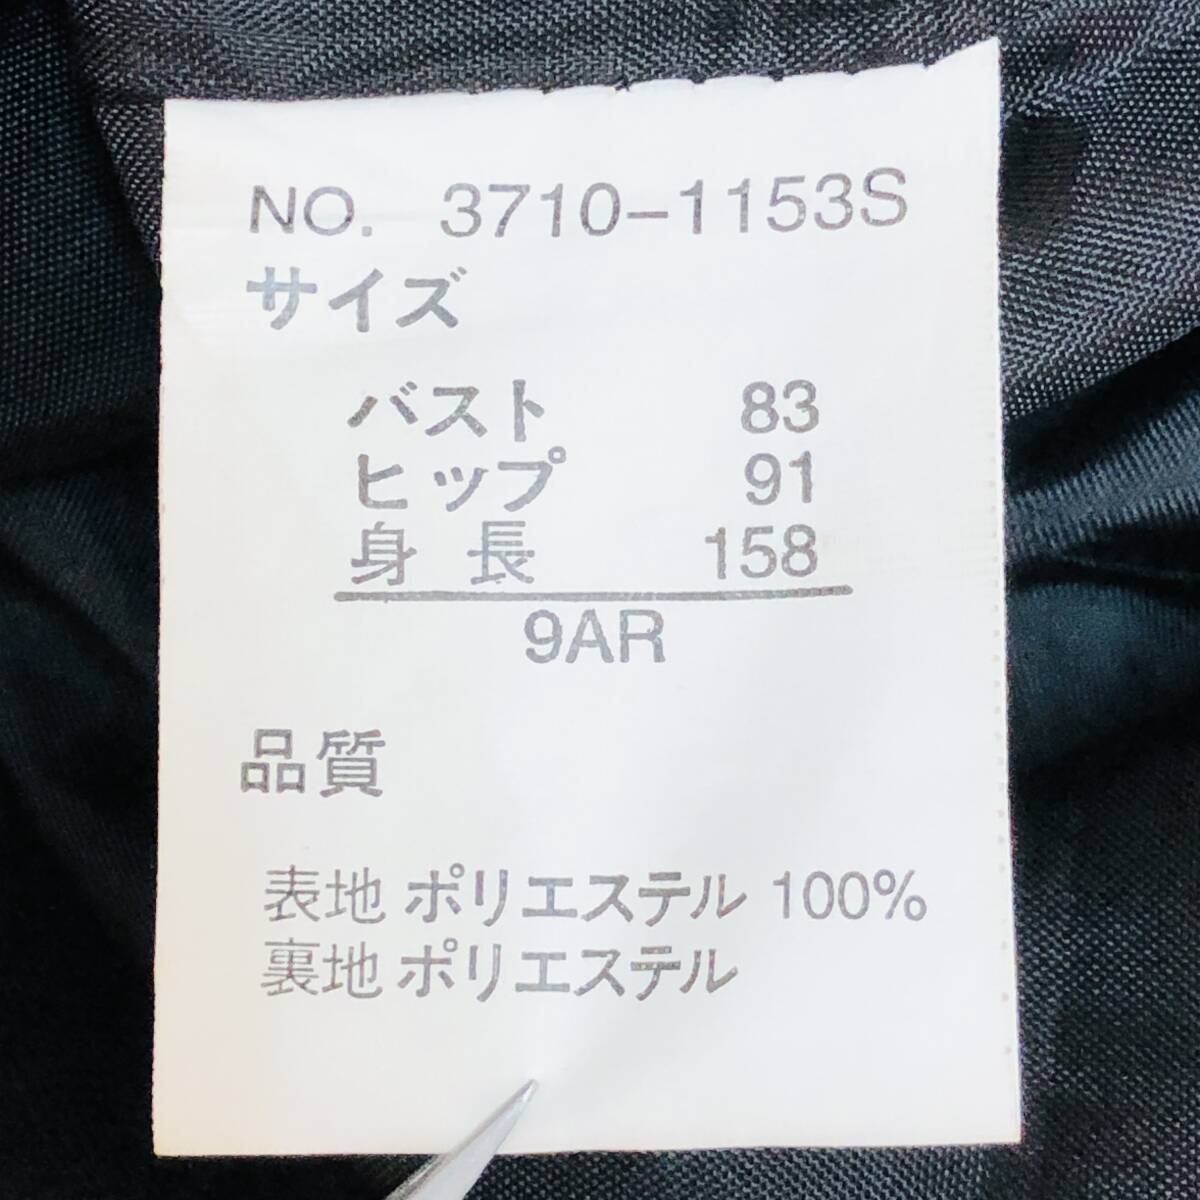 NO. 3710-1153S
サイズ
バスト 83
ヒップ 91
身 長 158
9AR
品質
表地 ポリエステル 100%
裏地 ポリエステル